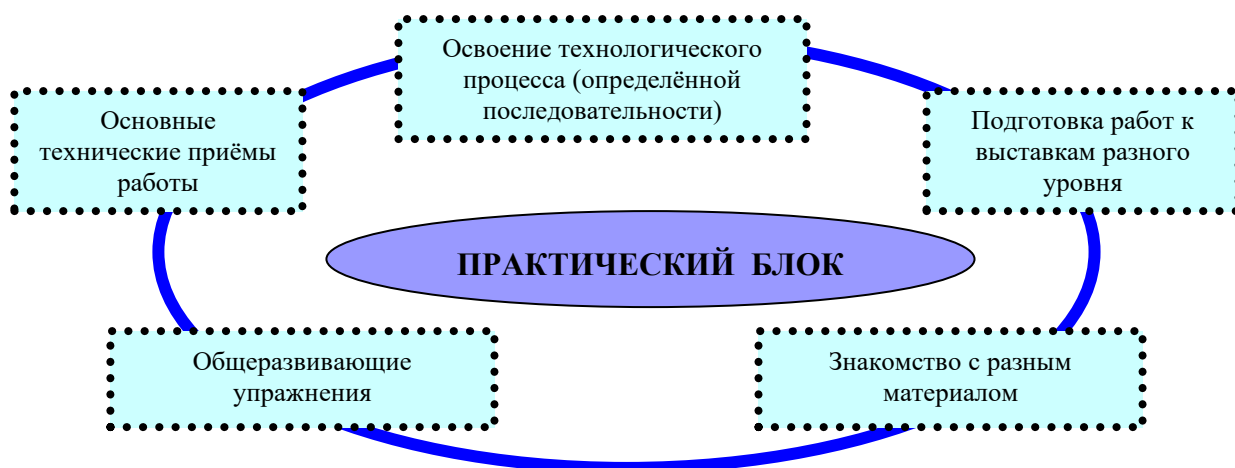 Освоение технологического
процесса (определённой
последовательности)
Основные
технические приёмы
работы
Подготовка работ к
выставкам разного
уровня
ПРАКТИЧЕСКИЙ БЛОК
Общеразвивающие
упражнения
Знакомство с разным
материалом